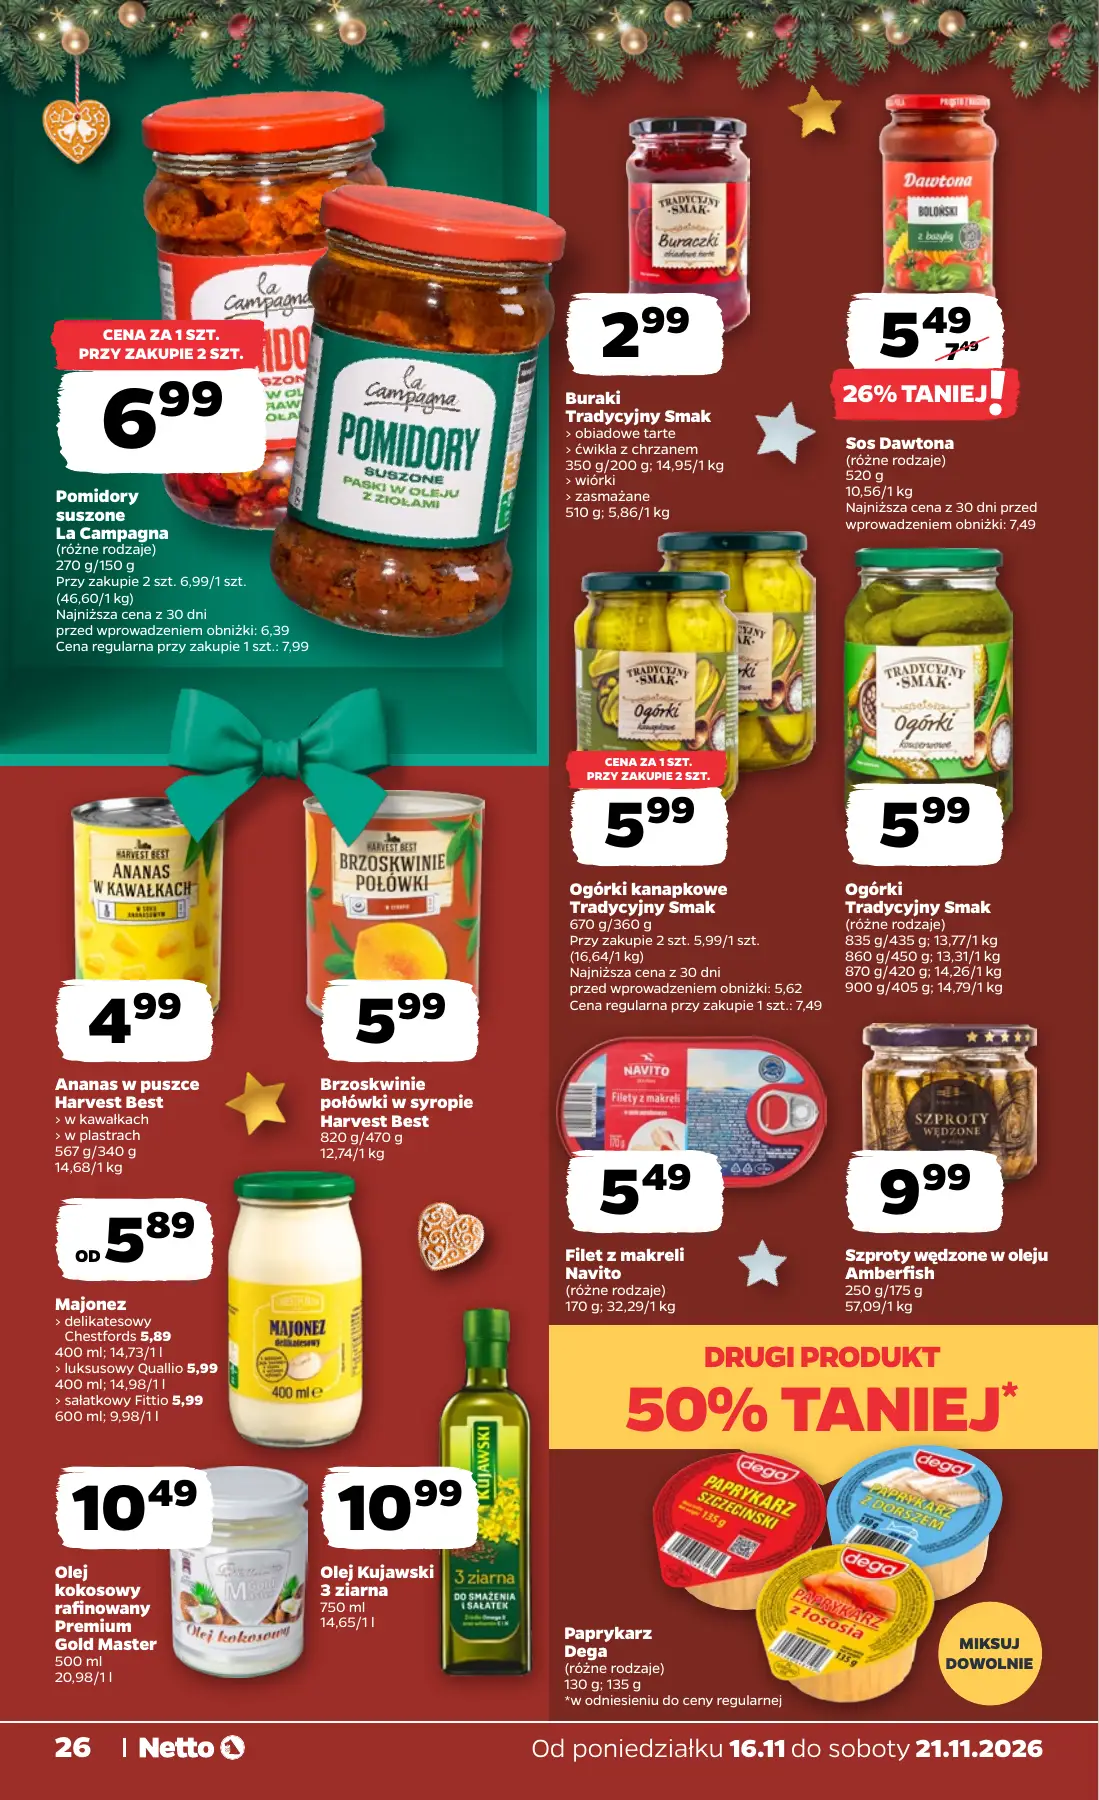 La Campagna
POMIDORY
SUSZONE
PASKI W OLEJU
Z ZIOŁAMI
CENA ZA 1 SZT.
PRZY ZAKUPIE 2 SZT.
6 99
Pomidory
suszone
La Campagna
(różne rodzaje)
270 g/150 g
Przy zakupie 2 szt. 6,99/1 szt.
(46,60/1 kg)
Najniższa cena z 30 dni
przed wprowadzeniem obniżki: 6,39
Cena regularna przy zakupie 1 szt.: 7,99
TRADYCYJNY
SMAK
Buraczki
obiadowe tarte
2 99
Buraki
Tradycyjny Smak
› obiadowe tarte
› ćwikła z chrzanem
350 g/200 g; 14,95/1 kg
› wiórki
› zasmażane
510 g; 5,86/1 kg
Dawtona
BOLOŃSKI
z bazylią
5 49
7 49
26% TANIEJ!
Sos Dawtona
(różne rodzaje)
520 g
10,56/1 kg
Najniższa cena z 30 dni przed
wprowadzeniem obniżki: 7,49
TRADYCYJNY
SMAK
Ogórki
kanapkowe
CENA ZA 1 SZT.
PRZY ZAKUPIE 2 SZT.
5 99
Ogórki kanapkowe
Tradycyjny Smak
670 g/360 g
Przy zakupie 2 szt. 5,99/1 szt.
(16,64/1 kg)
Najniższa cena z 30 dni
przed wprowadzeniem obniżki: 5,62
Cena regularna przy zakupie 1 szt.: 7,49
TRADYCYJNY
SMAK
Ogórki
konserwowe
5 99
Ogórki
Tradycyjny Smak
(różne rodzaje)
835 g/435 g; 13,77/1 kg
860 g/450 g; 13,31/1 kg
870 g/420 g; 14,26/1 kg
900 g/405 g; 14,79/1 kg
HARVEST BEST
ANANAS
W KAWAŁKACH
W SOKU
ANANASOWYM
4 99
Ananas w puszce
Harvest Best
› w kawałkach
› w plastrach
567 g/340 g
14,68/1 kg
HARVEST BEST
BRZOSKWINIE
POŁÓWKI
W SYROPIE
5 99
Brzoskwinie
połówki w syropie
Harvest Best
820 g/470 g
12,74/1 kg
NAVITO
Filety z makreli
170 g
5 49
Filet z makreli
Navito
(różne rodzaje)
170 g; 32,29/1 kg
SZPROTY
WĘDZONE
w oleju
9 99
Szproty wędzone w oleju
Amberfish
250 g/175 g
57,09/1 kg
OD 5 89
Majonez
› delikatesowy
Chestfords 5,89
400 ml; 14,73/1 l
› luksusowy Quallio 5,99
400 ml; 14,98/1 l
› sałatkowy Fittio 5,99
600 ml; 9,98/1 l
MAJONEZ
delikatesowy
400 ml e
10 49
Olej
kokosowy
rafinowany
Premium
Gold Master
500 ml
20,98/1 l
Olej kokosowy
10 99
Olej Kujawski
3 ziarna
750 ml
14,65/1 l
KUJAWSKI
3 ziarna
DO SMAŻENIA
I SAŁATEK
DRUGI PRODUKT
50% TANIEJ*
dega
PAPRYKARZ
SZCZECIŃSKI
135 g
dega
PAPRYKARZ
Z DORSZEM
130 g
dega
PAPRYKARZ
z łososia
135 g
MIKSUJ
DOWOLNIE
Paprykarz
Dega
(różne rodzaje)
130 g; 135 g
*w odniesieniu do ceny regularnej
26 | Netto
Od poniedziałku 16.11 do soboty 21.11.2026